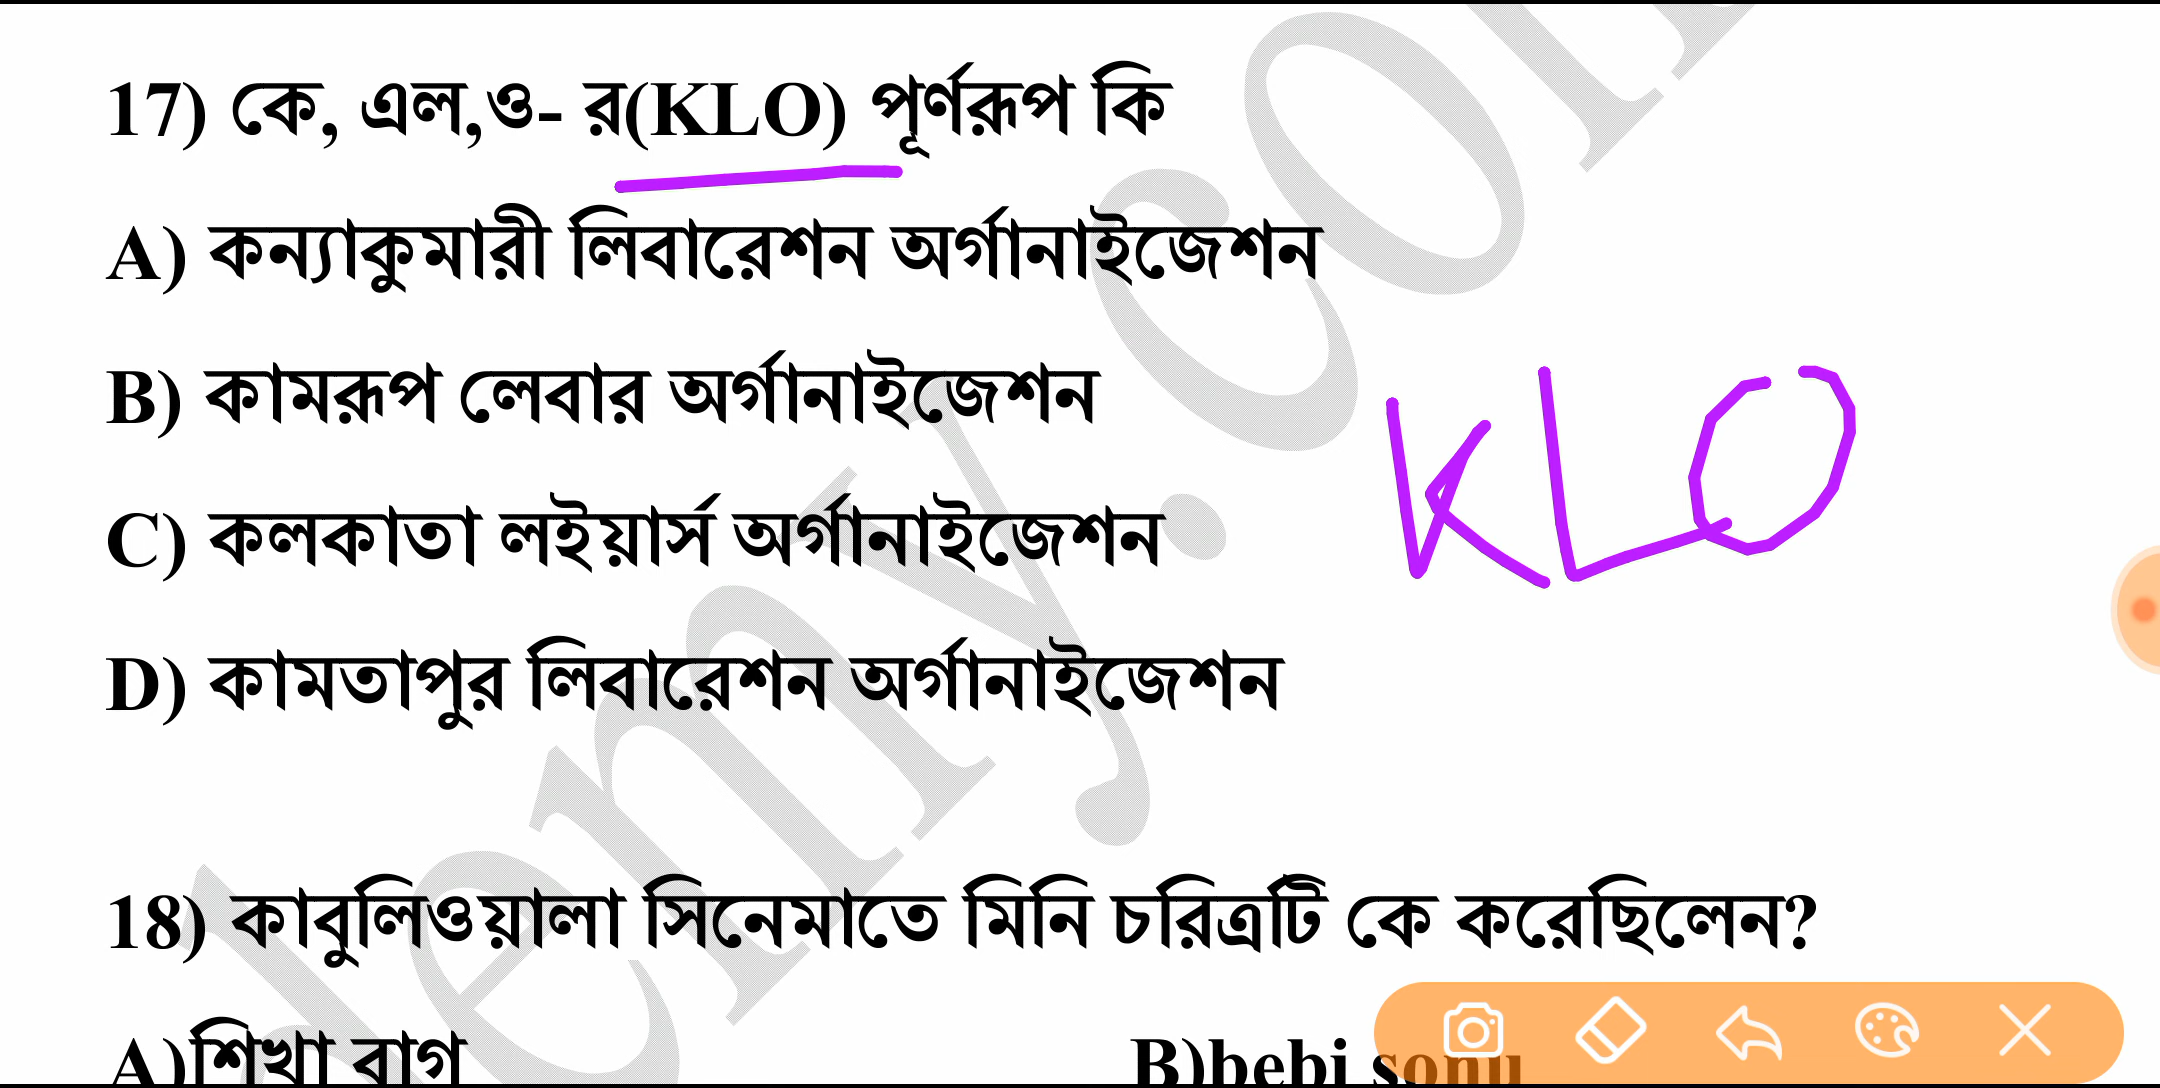 17) কে, এল,ও- র(KLO) পূর্ণরূপ কি
A) কন্যাকুমারী লিবারেশন অর্গানাইজেশন
B) কামরূপ লেবার অর্গানাইজেশন
C) কলকাতা লইয়ার্স অর্গানাইজেশন
KLO
D) কামতাপুর লিবারেশন অর্গানাইজেশন
18) কাবুলিওয়ালা সিনেমাতে মিনি চরিত্রটি কে করেছিলেন?
A)শিখা বাগ B)bebi sonu